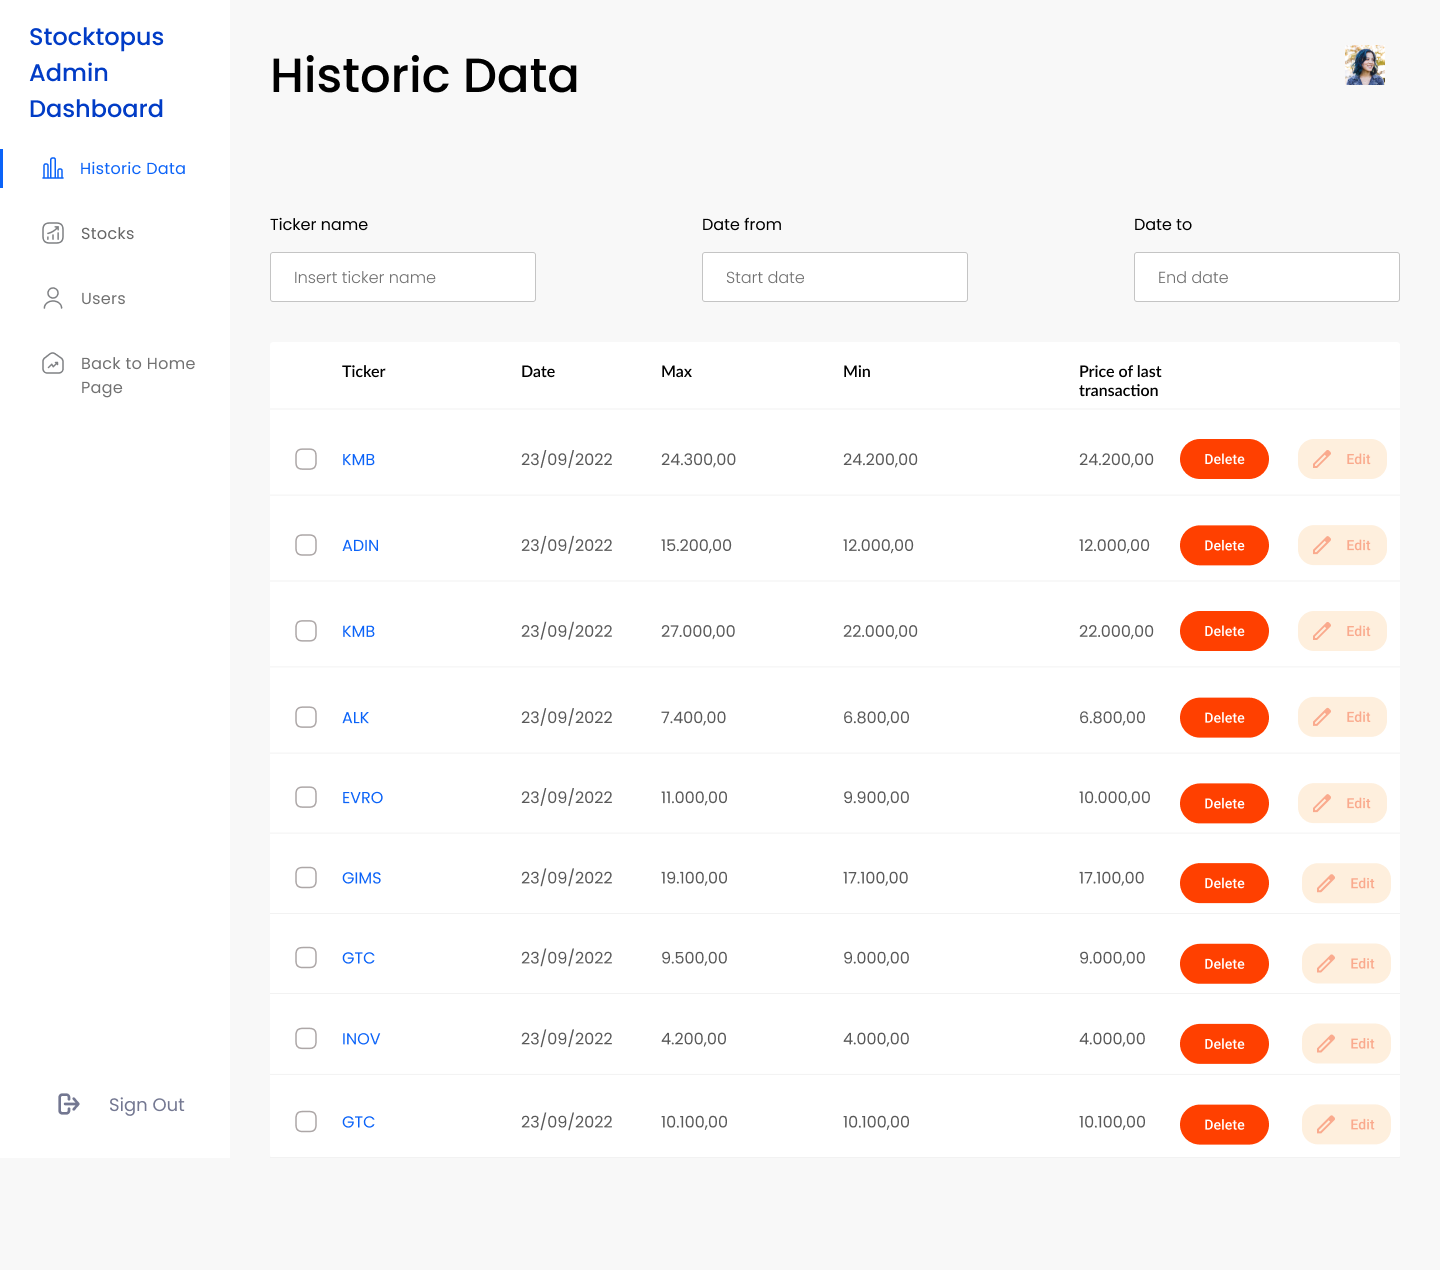 Stocktopus
Admin
Dashboard
Historic Data
Stocks
Users
Back to Home
Page
Sign Out
Historic Data
Ticker name Date from Date to
Insert ticker name Start date End date
Ticker Date Max Min Price of last
transaction
KMB 23/09/2022 24.300,00 24.200,00 24.200,00 Delete Edit
ADIN 23/09/2022 15.200,00 12.000,00 12.000,00 Delete Edit
KMB 23/09/2022 27.000,00 22.000,00 22.000,00 Delete Edit
ALK 23/09/2022 7.400,00 6.800,00 6.800,00 Delete Edit
EVRO 23/09/2022 11.000,00 9.900,00 10.000,00 Delete Edit
GIMS 23/09/2022 19.100,00 17.100,00 17.100,00 Delete Edit
GTC 23/09/2022 9.500,00 9.000,00 9.000,00 Delete Edit
INOV 23/09/2022 4.200,00 4.000,00 4.000,00 Delete Edit
GTC 23/09/2022 10.100,00 10.100,00 10.100,00 Delete Edit